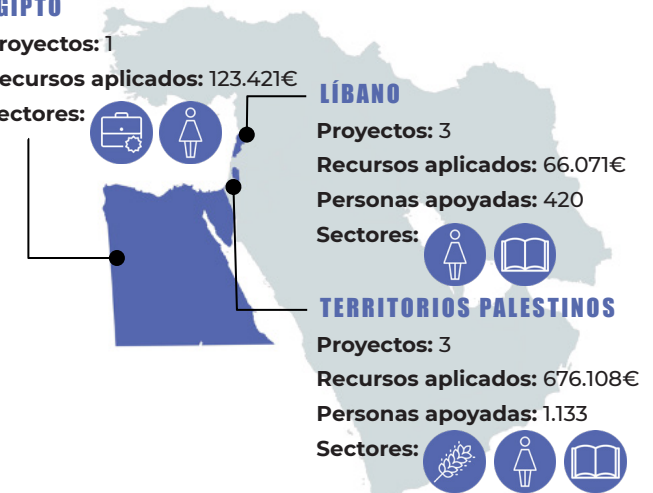 GIPTO
royectos: 1
ecursos aplicados: 123.421€
ectores:
LÍBANO
Proyectos: 3
Recursos aplicados: 66.071€
Personas apoyadas: 420
Sectores:
TERRITORIOS PALESTINOS
Proyectos: 3
Recursos aplicados: 676.108€
Personas apoyadas: 1.133
Sectores: